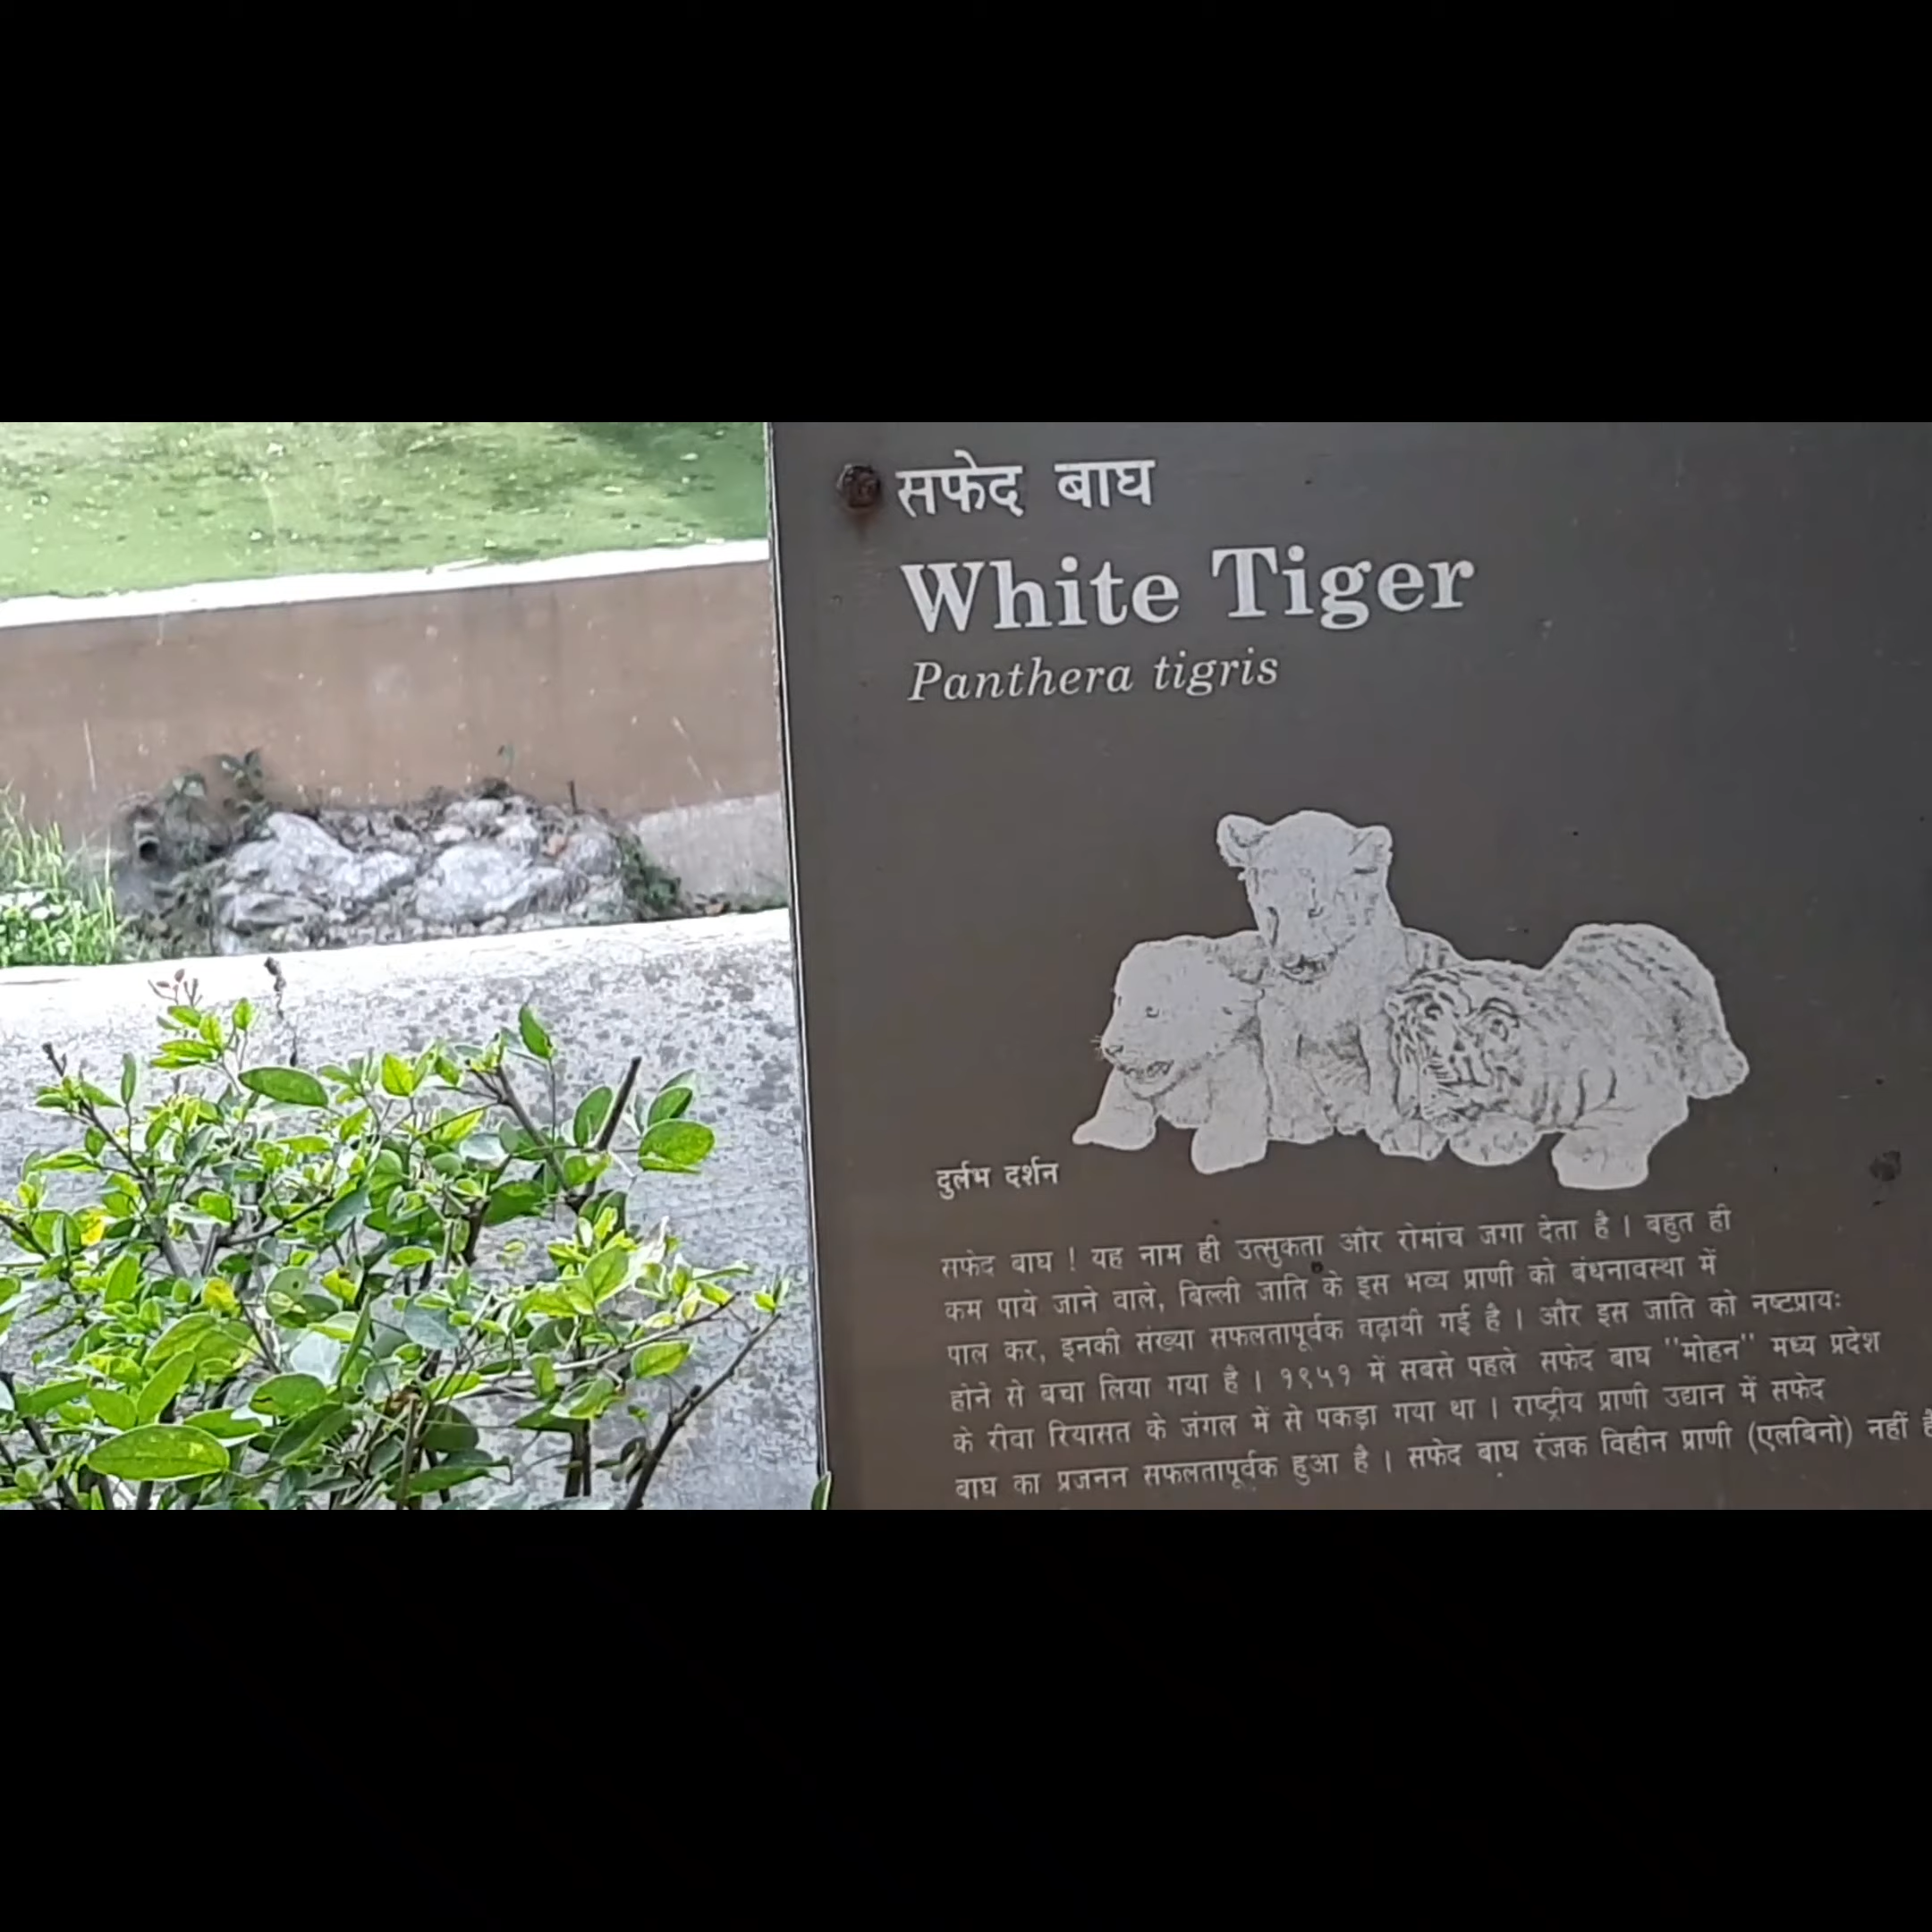 सफेद बाघ
White Tiger
Panthera tigris
दुर्लभ दर्शन
सफेद बाघ ! यह नाम ही उत्सुकता और रोमांच जगा देता है । बहुत ही
कम पाये जाने वाले, बिल्ली जाति के इस भव्य प्राणी को बंधनावस्था में
पाल कर, इनकी संख्या सफलतापूर्वक बढ़ायी गई है । और इस जाति को नष्टप्रायः
होने से बचा लिया गया है । १९५१ में सबसे पहले सफेद बाघ "मोहन" मध्य प्रदेश
के रीवा रियासत के जंगल में से पकड़ा गया था । राष्ट्रीय प्राणी उद्यान में सफेद
बाघ का प्रजनन सफलतापूर्वक हुआ है । सफेद बाघ रंजक विहीन प्राणी (एलबिनो) नहीं है